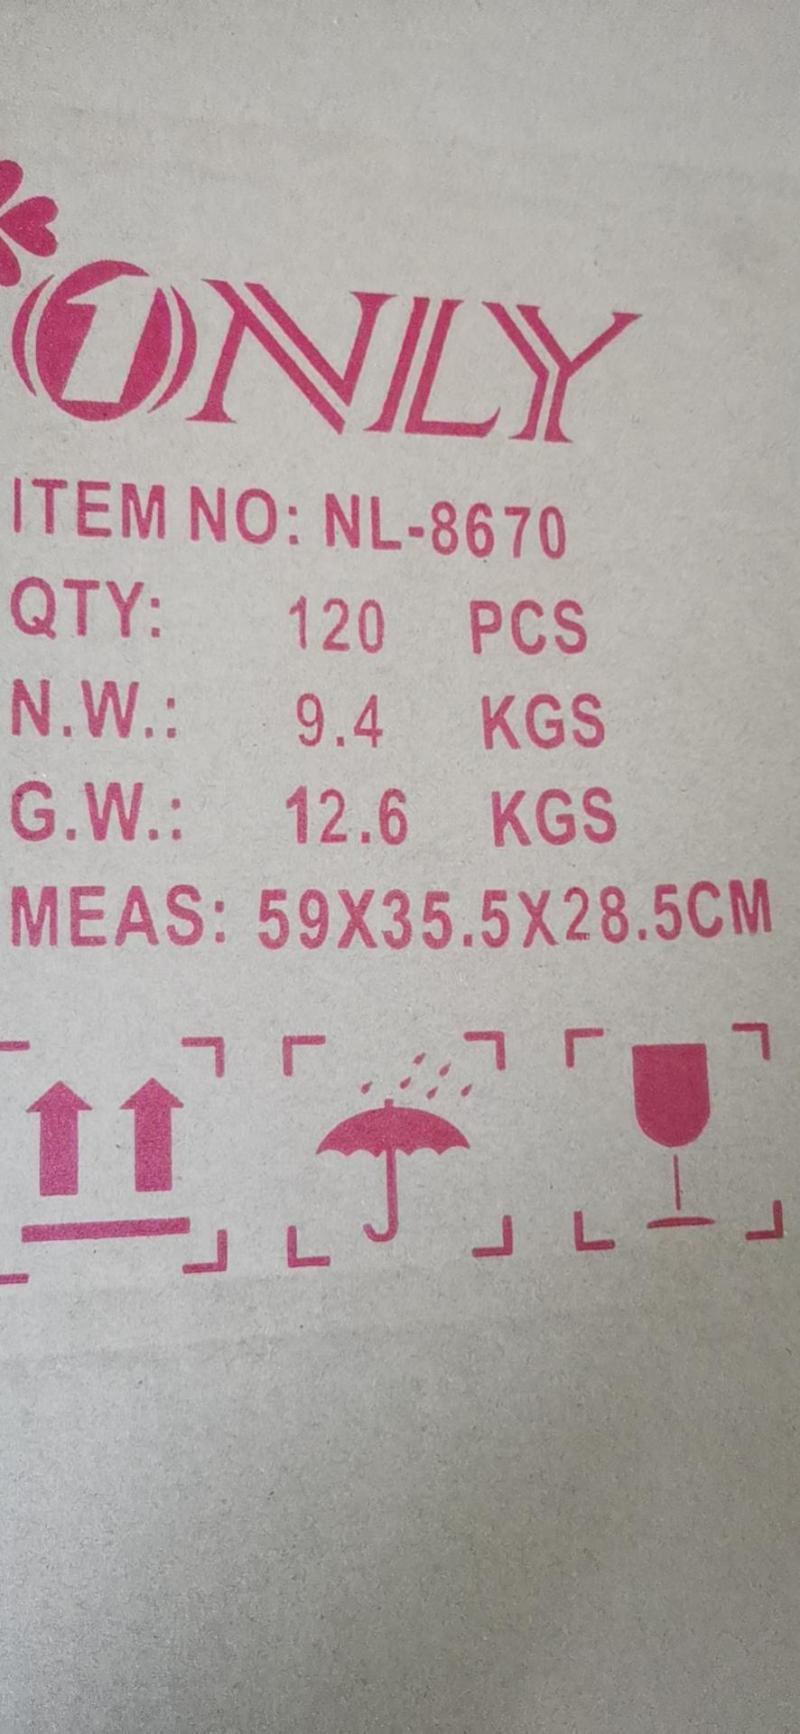 ONLY
ITEM NO: NL-8670
QTY: 120 PCS
N.W.: 9.4 KGS
G.W.: 12.6 KGS
MEAS: 59X35.5X28.5CM